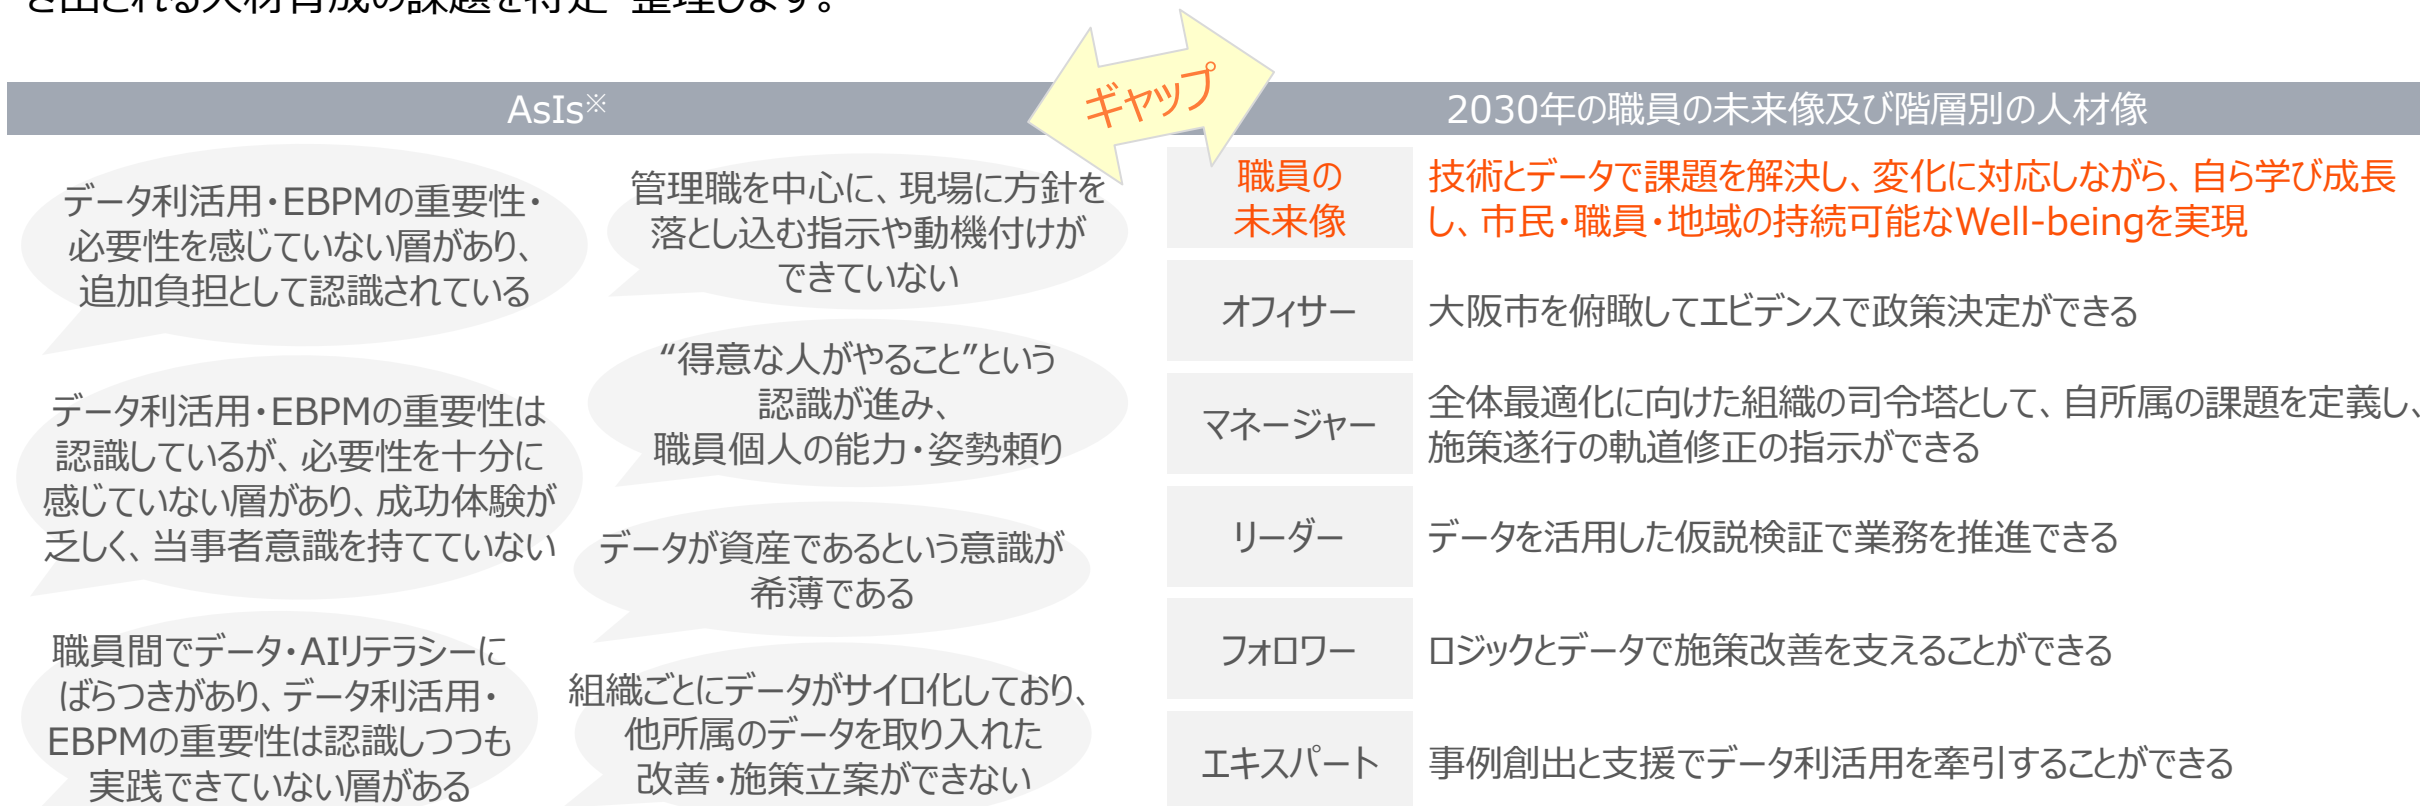 き出される人材育成の課題を特定・整理します。
AsIs※
ギャップ
2030年の職員の未来像及び階層別の人材像
データ利活用・EBPMの重要性・
必要性を感じていない層があり、
追加負担として認識されている
データ利活用・EBPMの重要性は
認識しているが、必要性を十分に
感じていない層があり、成功体験が
乏しく、当事者意識を持てていない
職員間でデータ・AIリテラシーに
ばらつきがあり、データ利活用・
EBPMの重要性は認識しつつも
実践できていない層がある
管理職を中心に、現場に方針を
落とし込む指示や動機付けが
できていない
“得意な人がやること”という
認識が進み、
職員個人の能力・姿勢頼り
データが資産であるという意識が
希薄である
組織ごとにデータがサイロ化しており、
他所属のデータを取り入れた
改善・施策立案ができない
職員の
未来像
技術とデータで課題を解決し、変化に対応しながら、自ら学び成長
し、市民・職員・地域の持続可能なWell-beingを実現
オフィサー
大阪市を俯瞰してエビデンスで政策決定ができる
マネージャー
全体最適化に向けた組織の司令塔として、自所属の課題を定義し、
施策遂行の軌道修正の指示ができる
リーダー
データを活用した仮説検証で業務を推進できる
フォロワー
ロジックとデータで施策改善を支えることができる
エキスパート
事例創出と支援でデータ利活用を牽引することができる